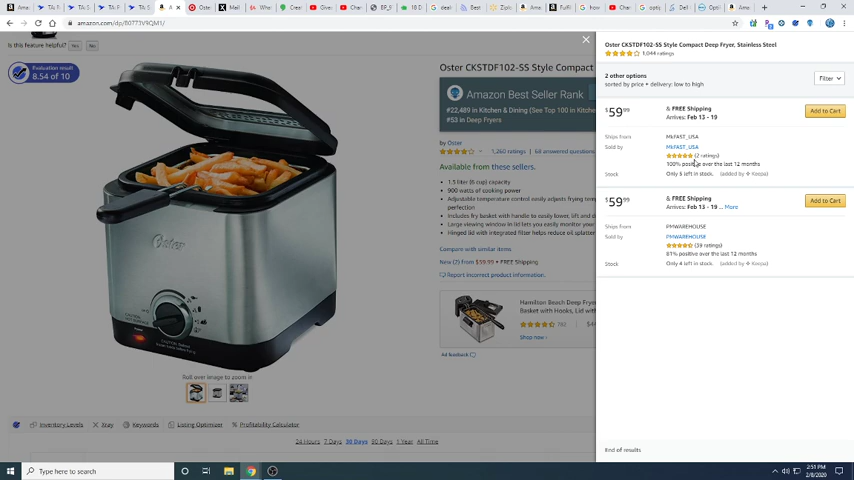 amazon.com/dp/B0773V9QM1/
Is this feature helpful? Yes No
Evaluation result
8.54 of 10
Oster
Roll over image to zoom in
Oster CKSTDF102-SS Style Compact
Amazon Best Seller Rank
#22,489 in Kitchen & Dining (See Top 100 in Kitchen
#53 in Deep Fryers
by Oster
1,260 ratings | 68 answered questions
Available from these sellers.
1.5 liter (6 cup) capacity
900 watts of cooking power
Adjustable temperature control easily adjusts frying
perfection
Includes fry basket with handle to easily lower, lift and
Large viewing window in lid lets you easily monitor your
Hinged lid with integrated filter helps reduce oil splatter
Compare with similar items
New (2) from $59.99 + FREE Shipping
Report incorrect product information.
Hamilton Beach Deep Fryer
Basket with Hooks, Lid with
782
Shop now ›
Ad feedback
Inventory Levels Xray Keywords Listing Optimizer Profitability Calculator
24 Hours 7 Days 30 Days 90 Days 1 Year All Time
Oster CKSTDF102-SS Style Compact Deep Fryer, Stainless Steel
1,044 ratings
2 other options
sorted by price + delivery: low to high
Filter
$59 99
& FREE Shipping
Arrives: Feb 13 - 19
Add to Cart
Ships from MkFAST_USA
Sold by MkFAST_USA
(2 ratings)
100% positive over the last 12 months
Stock Only 5 left in stock. (added by Keepa)
$59 99
& FREE Shipping
Arrives: Feb 13 - 19 ... More
Add to Cart
Ships from PMWAREHOUSE
Sold by PMWAREHOUSE
(39 ratings)
81% positive over the last 12 months
Stock Only 4 left in stock. (added by Keepa)
End of results
Type here to search
2:51 PM
2/8/2020